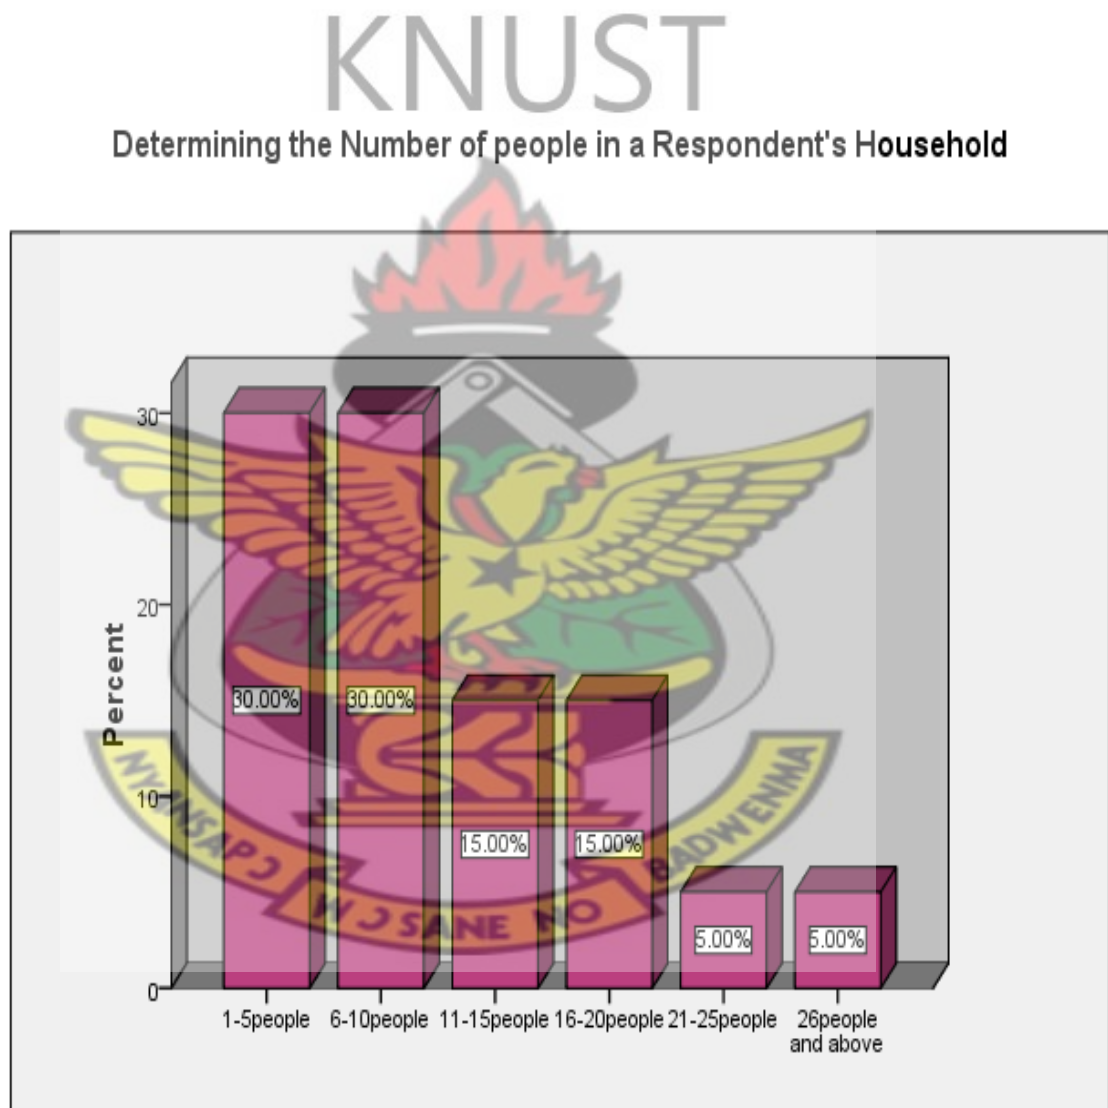 KNUST
Determining the Number of people in a Respondent's Household
Percent
30
20
10
0
30.00%
30.00%
15.00%
15.00%
5.00%
5.00%
1-5people
6-10people
11-15people
16-20people
21-25people
26people
and above
NYANSAPƆ
WƆSANE NO
BADWENMA